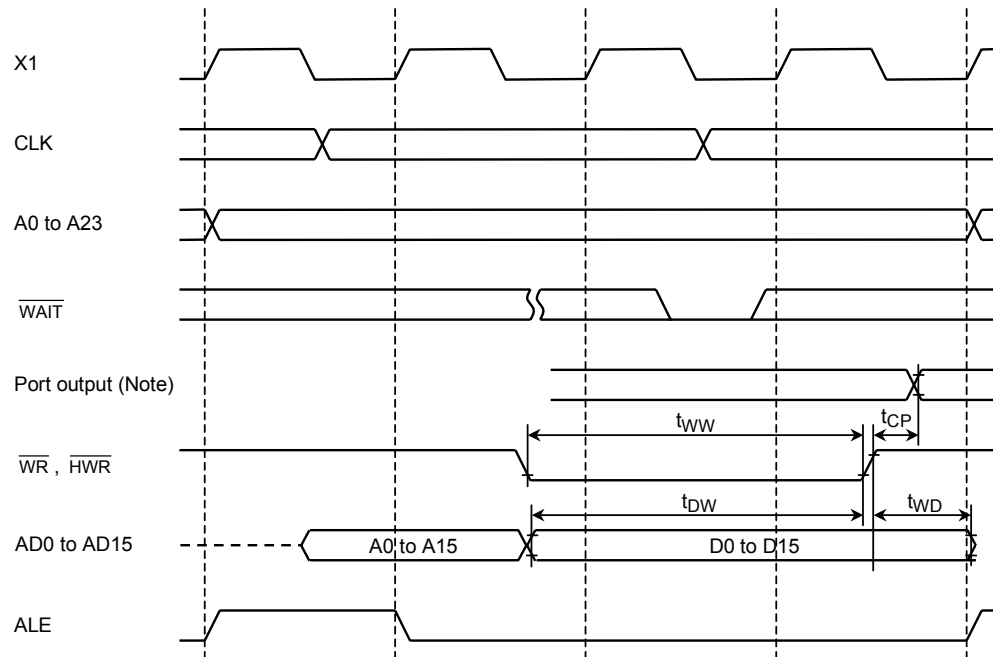 X1
CLK
A0 to A23
WAIT
Port output (Note)
tWW
tCP
WR , HWR
tDW
tWD
AD0 to AD15
A0 to A15
D0 to D15
ALE